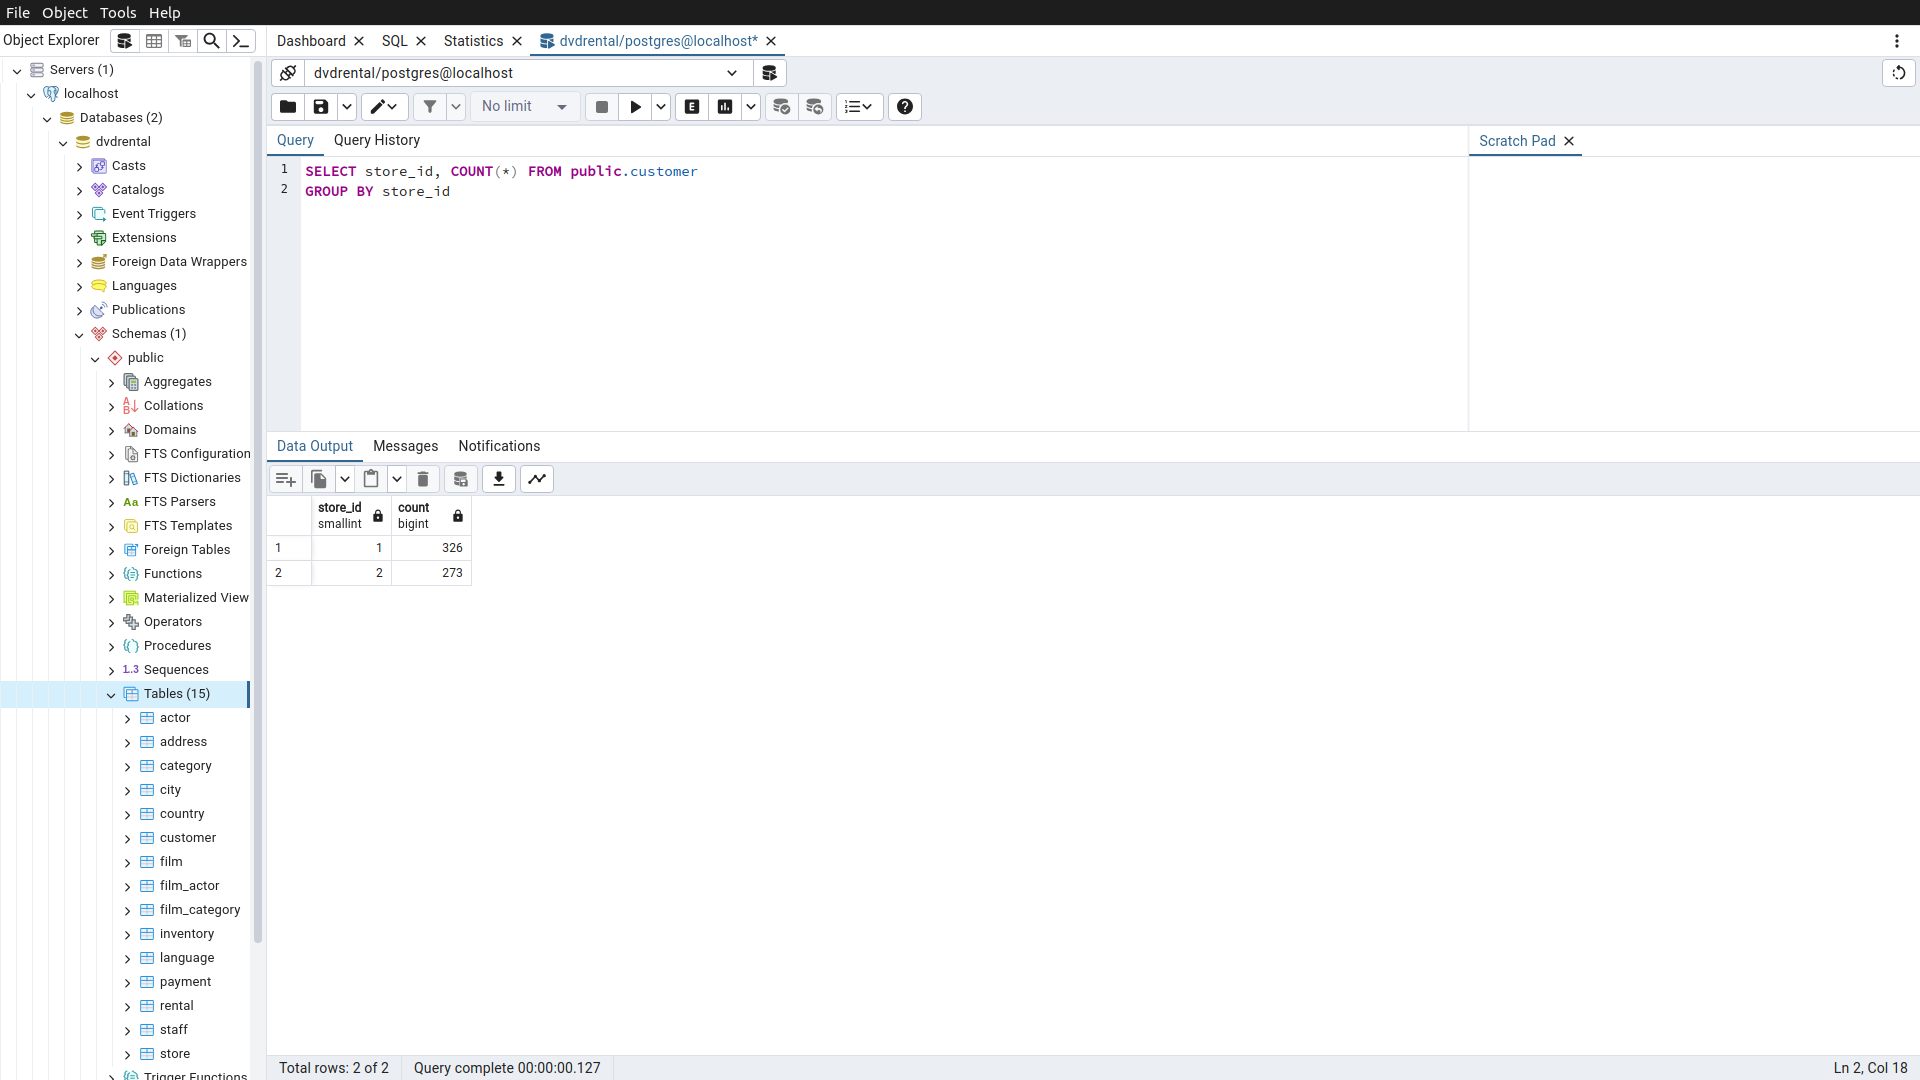 File Object Tools Help
Object Explorer
Dashboard SQL Statistics dvdrental/postgres@localhost*
dvdrental/postgres@localhost
No limit
E
Query Query History
Scratch Pad
1 SELECT store_id, COUNT(*) FROM public.customer
2 GROUP BY store_id
Servers (1)
localhost
Databases (2)
dvdrental
Casts
Catalogs
Event Triggers
Extensions
Foreign Data Wrappers
Languages
Publications
Schemas (1)
public
Aggregates
Collations
Domains
FTS Configuration
FTS Dictionaries
Aa FTS Parsers
FTS Templates
Foreign Tables
Functions
Materialized View
Operators
Procedures
1..3 Sequences
Tables (15)
actor
address
category
city
country
customer
film
film_actor
film_category
inventory
language
payment
rental
staff
store
Trigger Functions
Data Output Messages Notifications
store_id count
smallint bigint
1 1 326
2 2 273
Total rows: 2 of 2 Query complete 00:00:00.127 Ln 2, Col 18